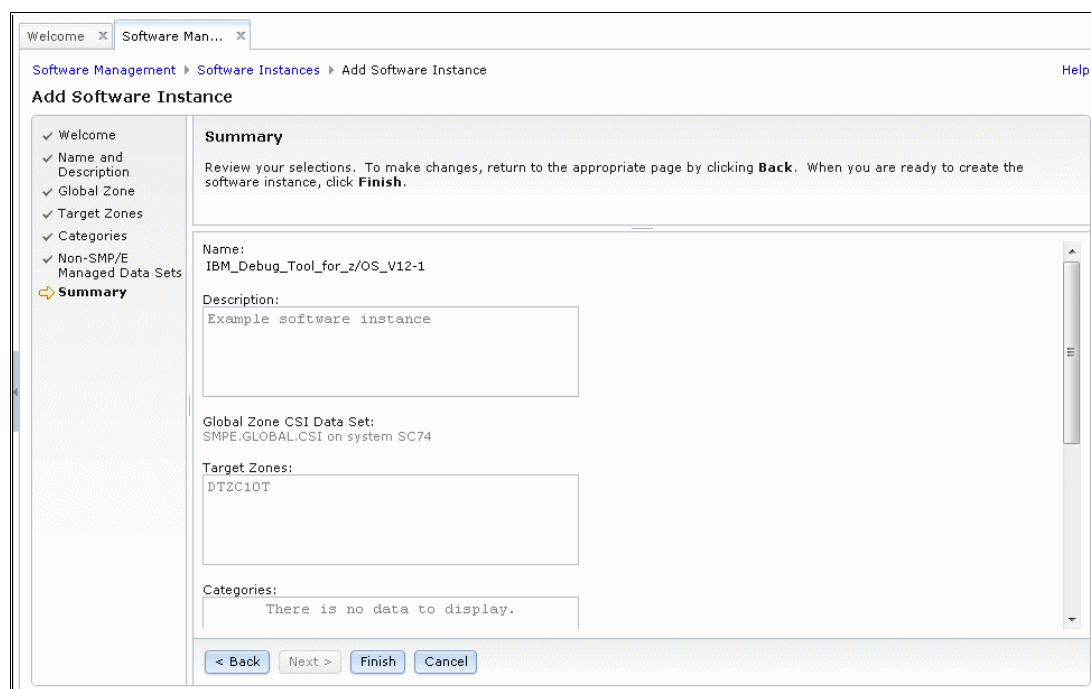 Welcome X Software Man... X
Software Management Software Instances Add Software Instance Help
Add Software Instance
Welcome
Name and
Description
Global Zone
Target Zones
Categories
Non-SMP/E
Managed Data Sets
Summary
Summary
Review your selections. To make changes, return to the appropriate page by clicking Back. When you are ready to create the
software instance, click Finish.
Name:
IBM_Debug_Tool_for_z/OS_V12-1
Description:
Example software instance
Global Zone CSI Data Set:
SMPE.GLOBAL.CSI on system SC74
Target Zones:
DTZC10T
Categories:
There is no data to display.
< Back Next > Finish Cancel